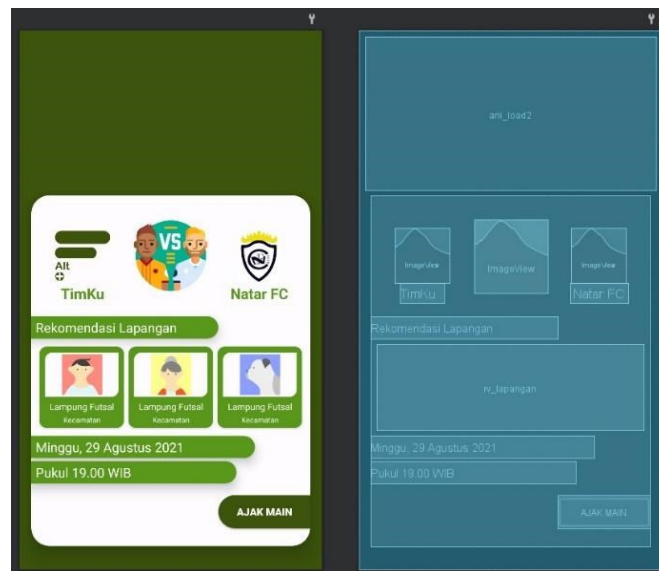 VS
Alt
TimKu
Natar FC
Rekomendasi Lapangan
Lampung Futsal
Kecamatan
Lampung Futsal
Kecamatan
Lampung Futsal
Kecamatan
Minggu, 29 Agustus 2021
Pukul 19.00 WIB
AJAK MAIN
ani_load2
ImageView
ImageView
ImageView
TimKu
Natar FC
Rekomendasi Lapangan
rv_lapangan
Minggu, 29 Agustus 2021
Pukul 19.00 WIB
AJAK MAIN